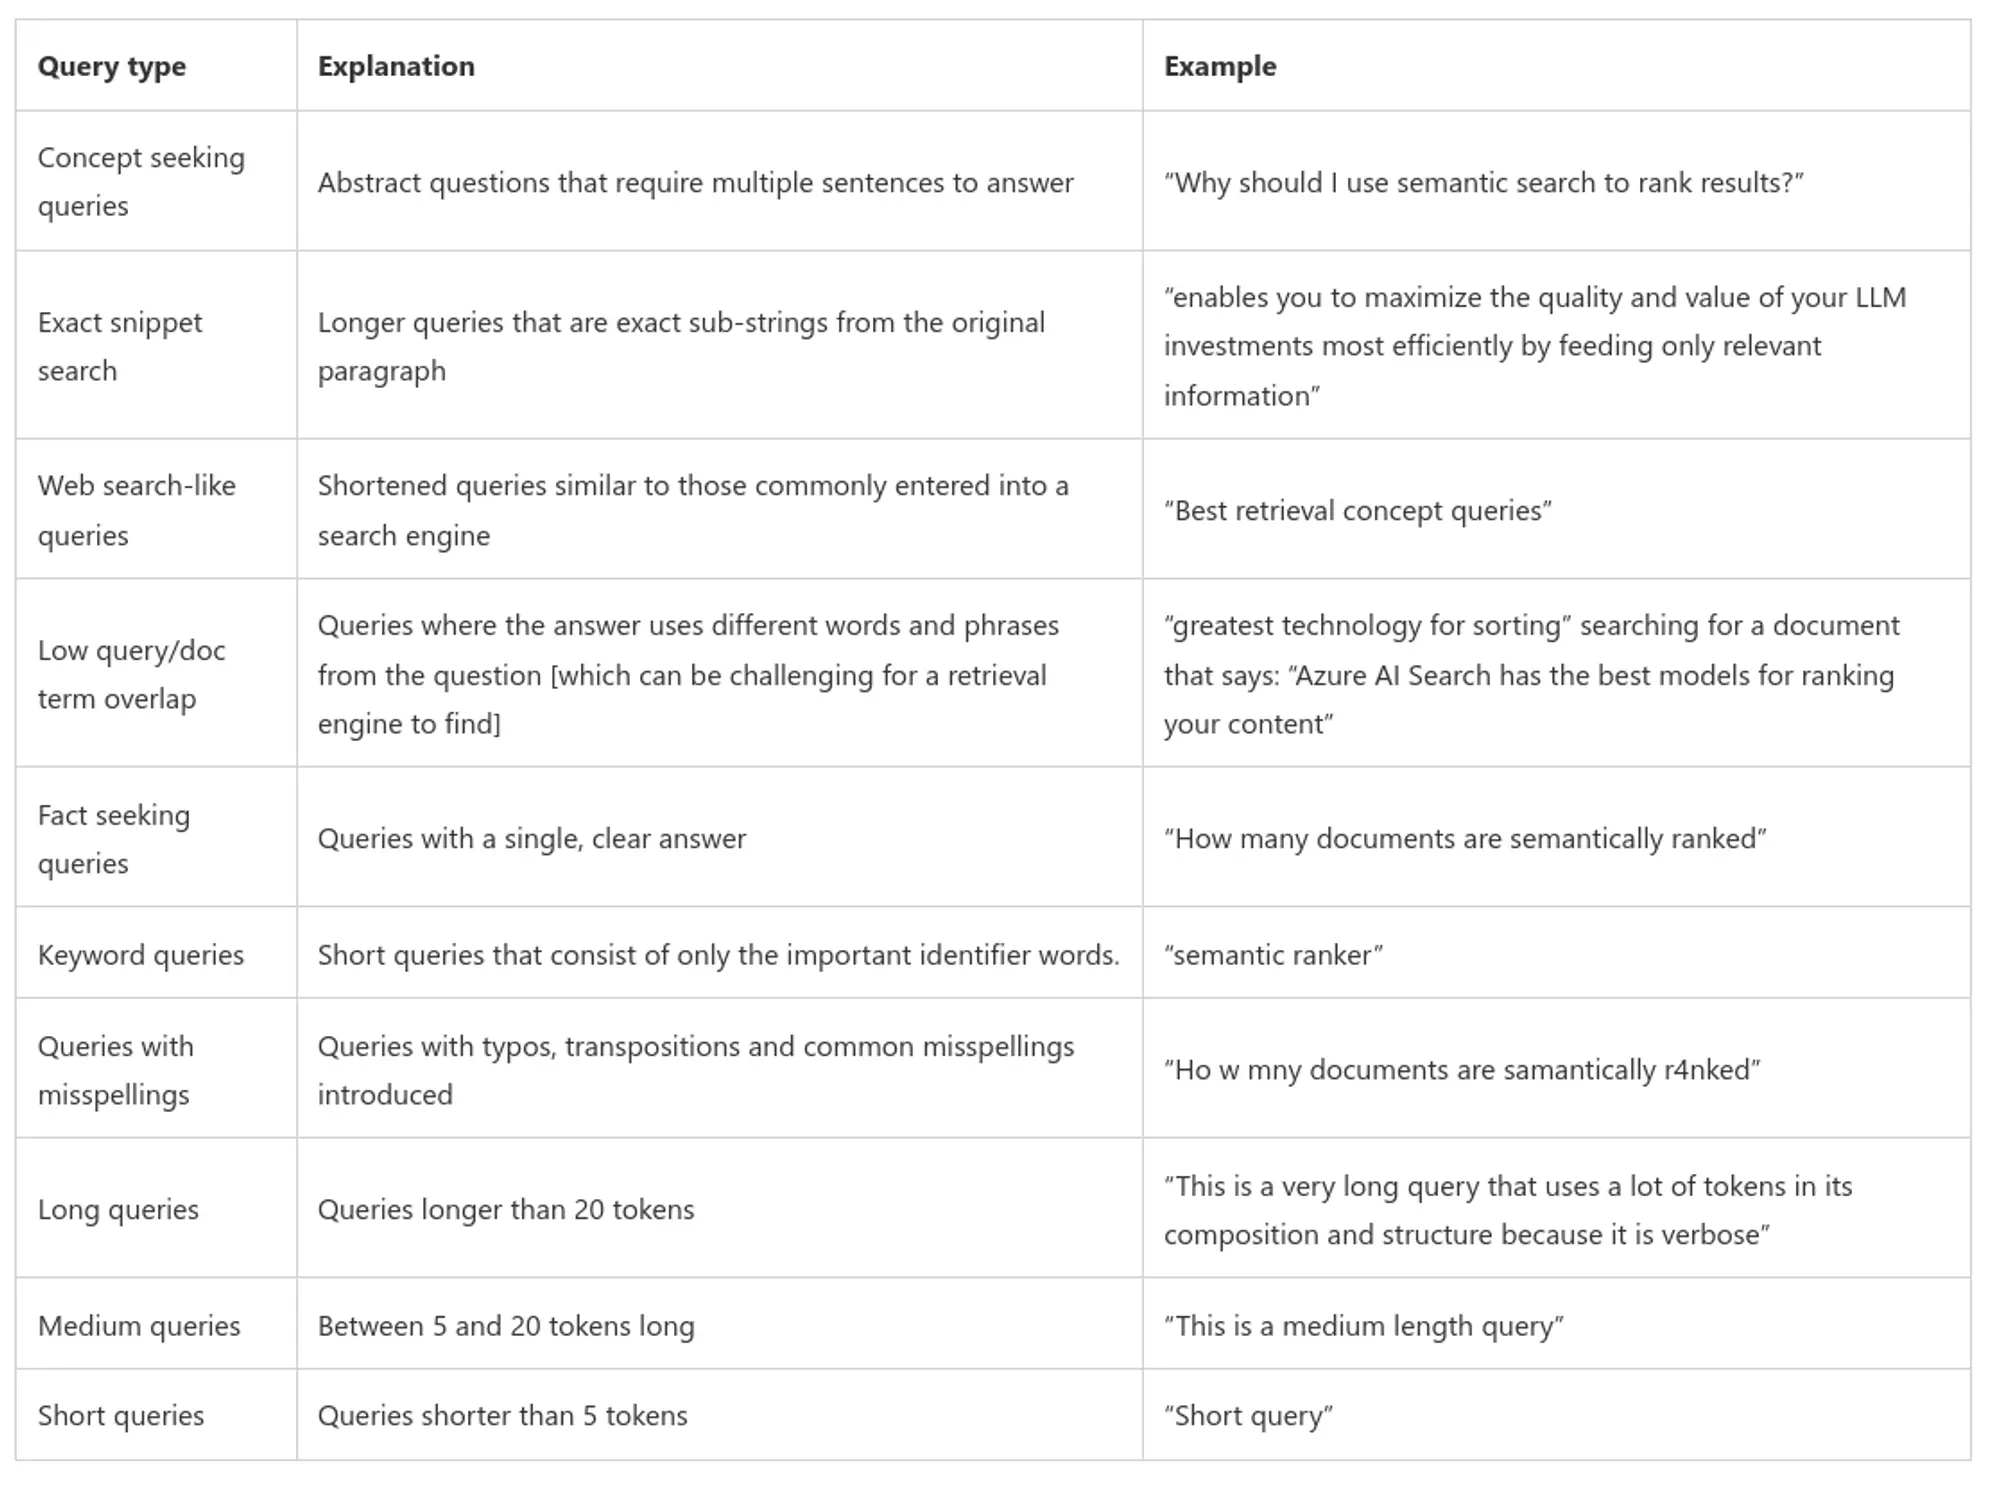 Query type
Explanation
Example
Concept seeking
queries
Abstract questions that require multiple sentences to answer
“Why should I use semantic search to rank results?”
Exact snippet
search
Longer queries that are exact sub-strings from the original
paragraph
“enables you to maximize the quality and value of your LLM
investments most efficiently by feeding only relevant
information”
Web search-like
queries
Shortened queries similar to those commonly entered into a
search engine
“Best retrieval concept queries”
Low query/doc
term overlap
Queries where the answer uses different words and phrases
from the question [which can be challenging for a retrieval
engine to find]
“greatest technology for sorting” searching for a document
that says: “Azure AI Search has the best models for ranking
your content”
Fact seeking
queries
Queries with a single, clear answer
“How many documents are semantically ranked”
Keyword queries
Short queries that consist of only the important identifier words.
“semantic ranker”
Queries with
misspellings
Queries with typos, transpositions and common misspellings
introduced
“Ho w mny documents are samantically r4nked”
Long queries
Queries longer than 20 tokens
“This is a very long query that uses a lot of tokens in its
composition and structure because it is verbose”
Medium queries
Between 5 and 20 tokens long
“This is a medium length query”
Short queries
Queries shorter than 5 tokens
“Short query”